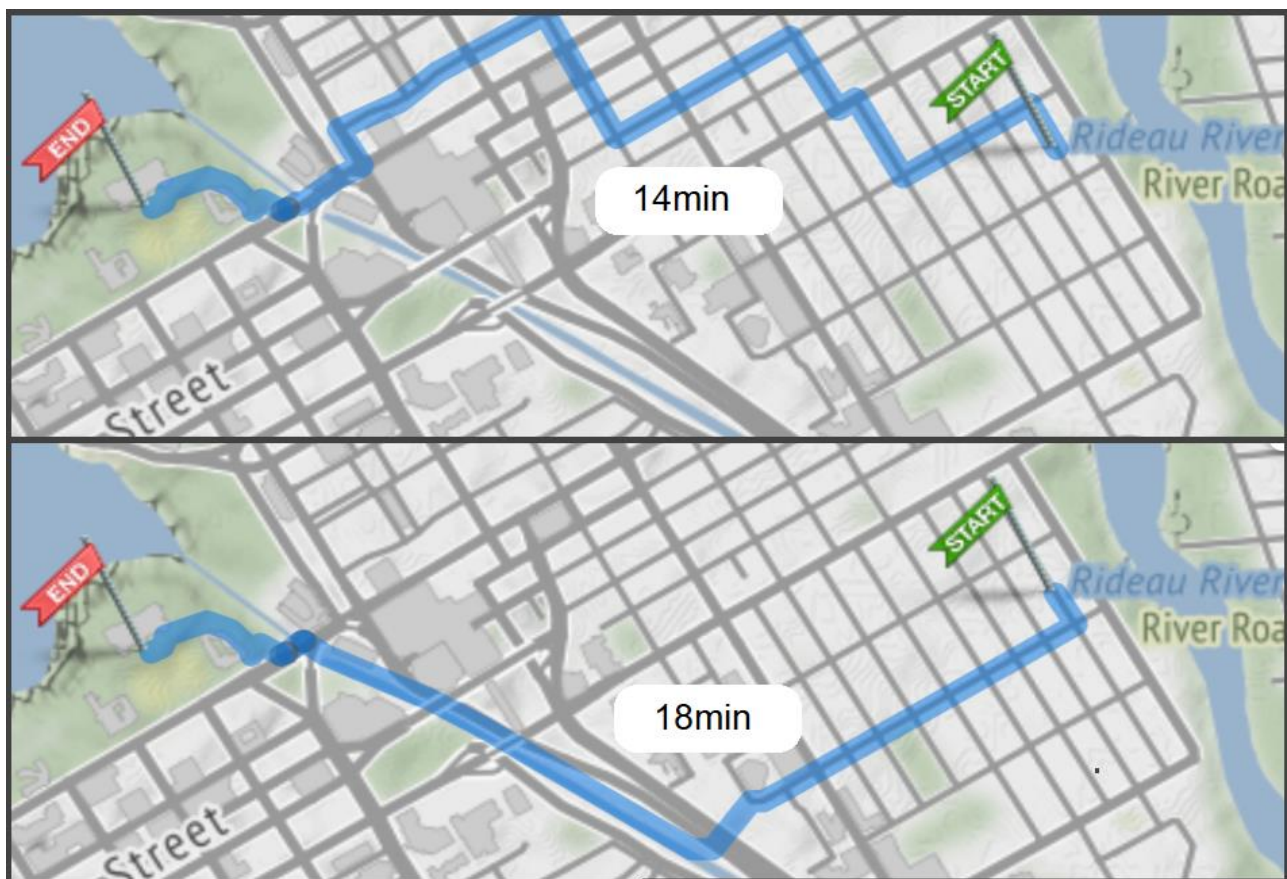 START
END
Rideau River
River Roa
14min
Street
START
END
Rideau River
River Roa
18min
Street